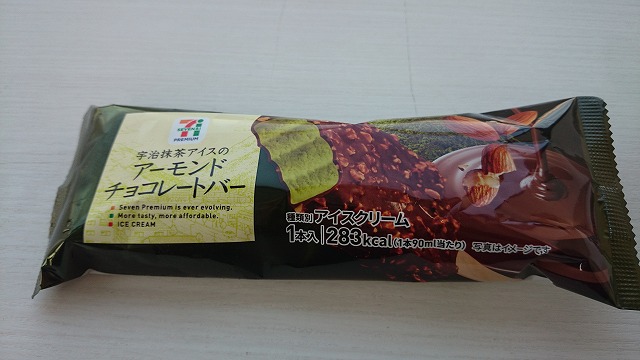 7i
SEVEN&i
PREMIUM
宇治抹茶アイスの
アーモンド
チョコレートバー
Seven Premium is ever evolving.
More tasty, more affordable.
ICE CREAM
種類別 アイスクリーム
1本入 283kcal(1本90ml当たり) 写真はイメージです